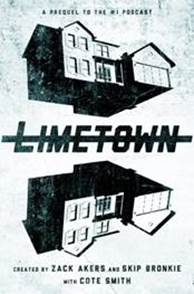 A PREQUEL TO THE #1 PODCAST
LIMETOWN
CREATED BY ZACK AKERS AND SKIP BRONKIE
WITH COTE SMITH